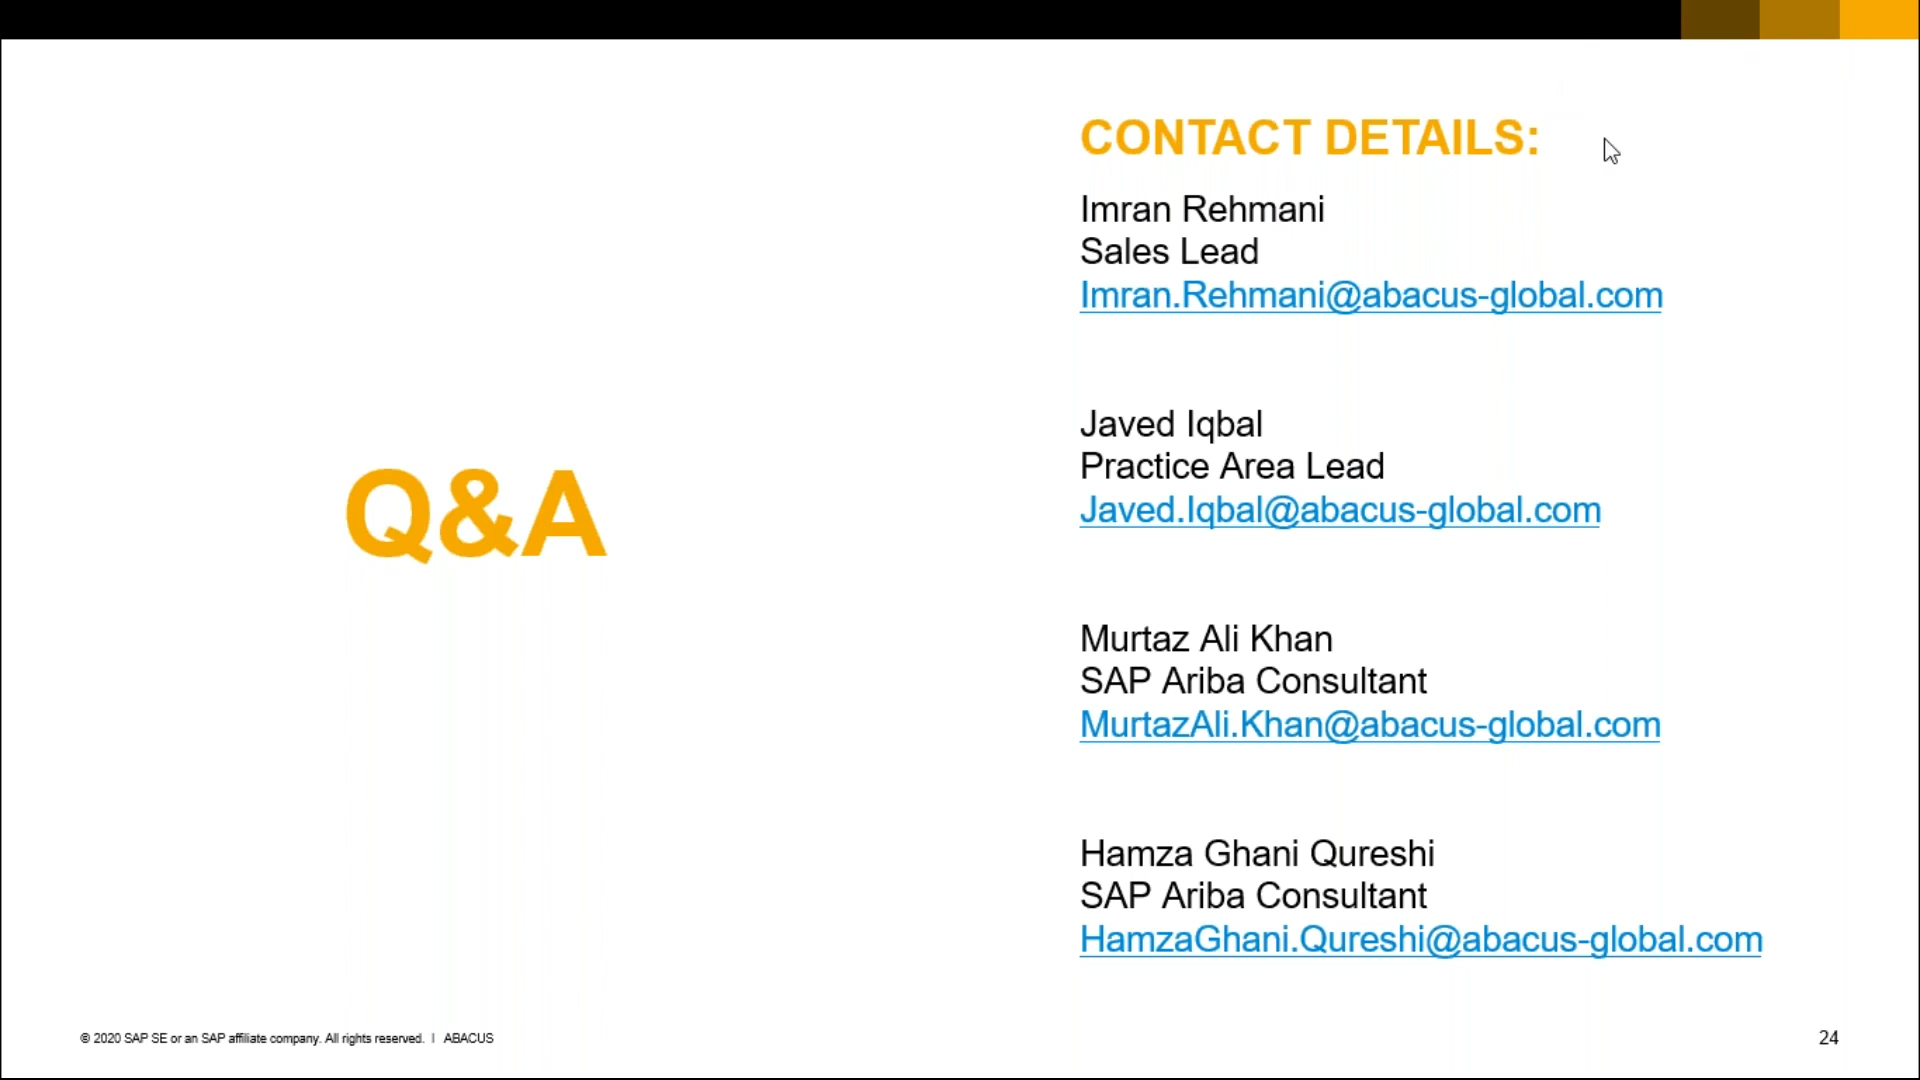 Q&A
CONTACT DETAILS:
Imran Rehmani
Sales Lead
Imran.Rehmani@abacus-global.com
Javed Iqbal
Practice Area Lead
Javed.Iqbal@abacus-global.com
Murtaz Ali Khan
SAP Ariba Consultant
MurtazAli.Khan@abacus-global.com
Hamza Ghani Qureshi
SAP Ariba Consultant
HamzaGhani.Qureshi@abacus-global.com
© 2020 SAP SE or an SAP affiliate company. All rights reserved. I ABACUS
24